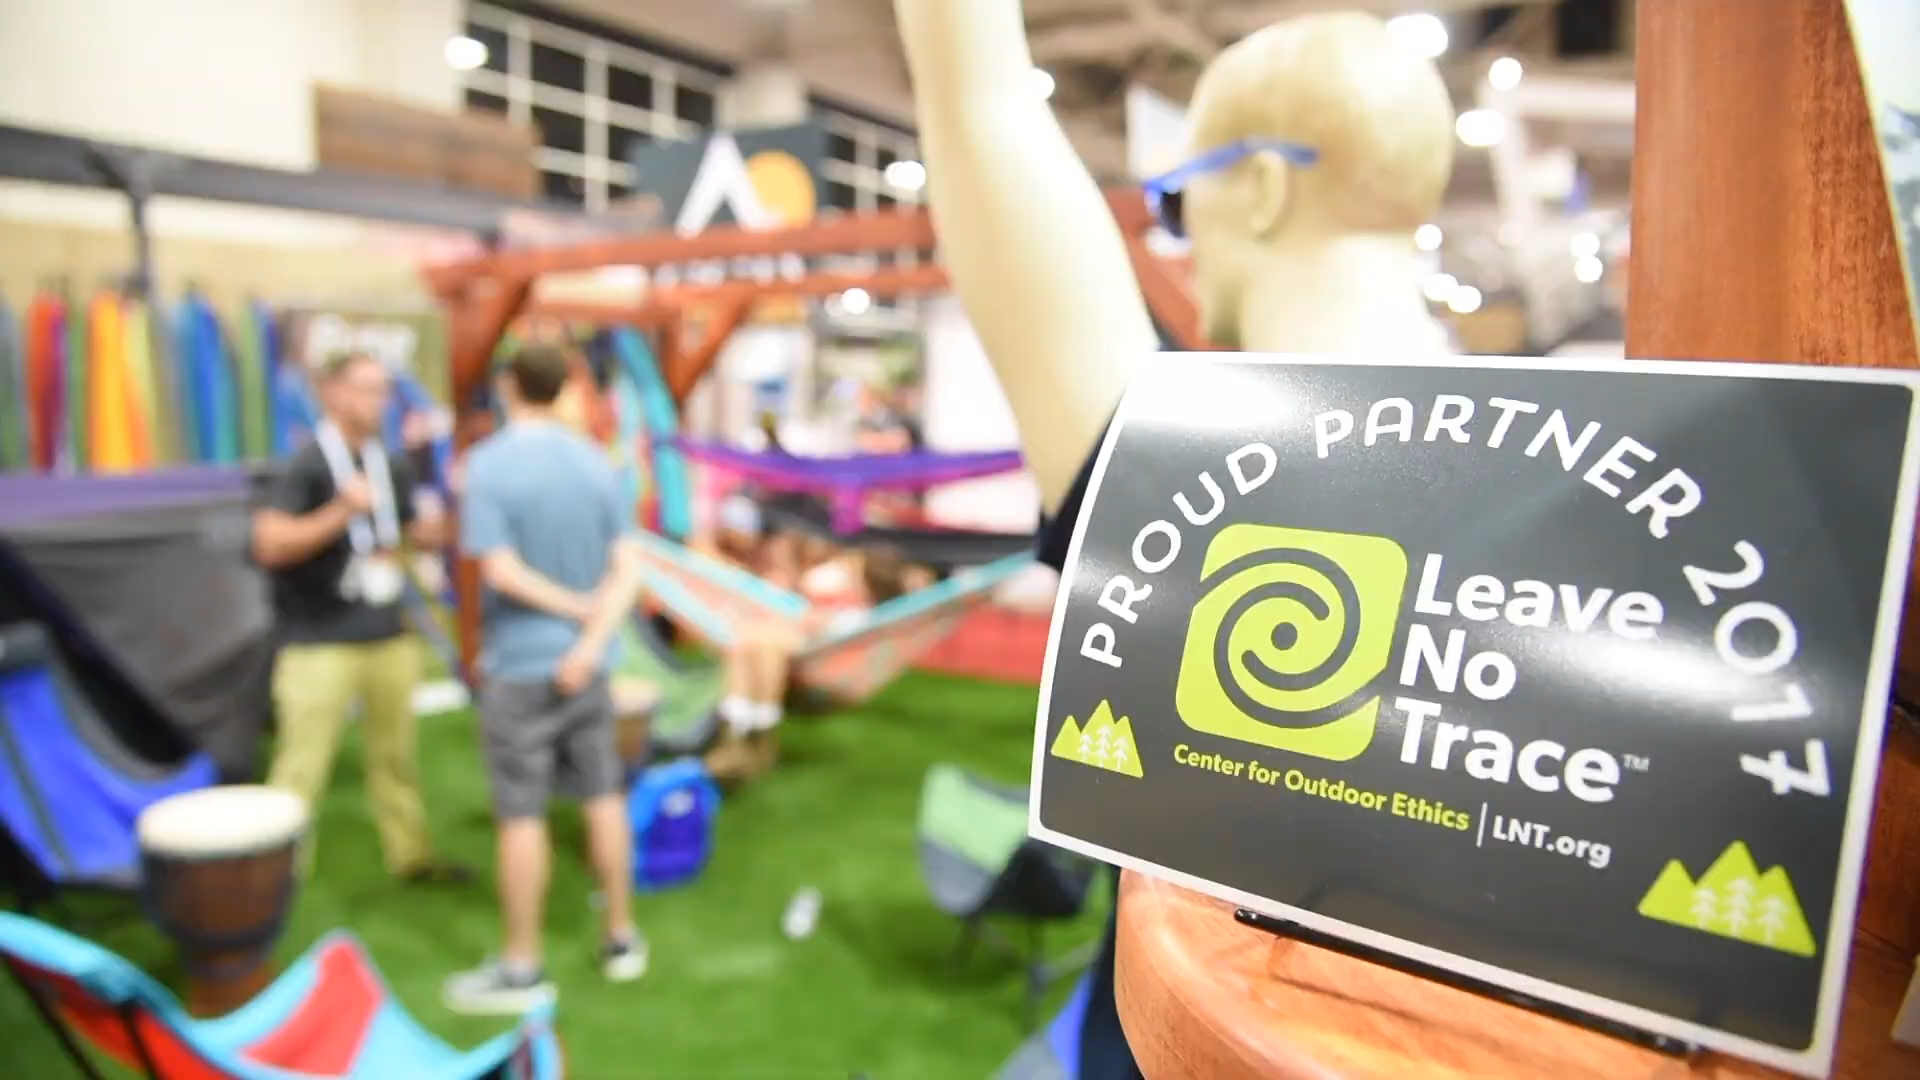 PROUD PARTNER 2017
Leave
No
Trace™
Center for Outdoor Ethics | LNT.org